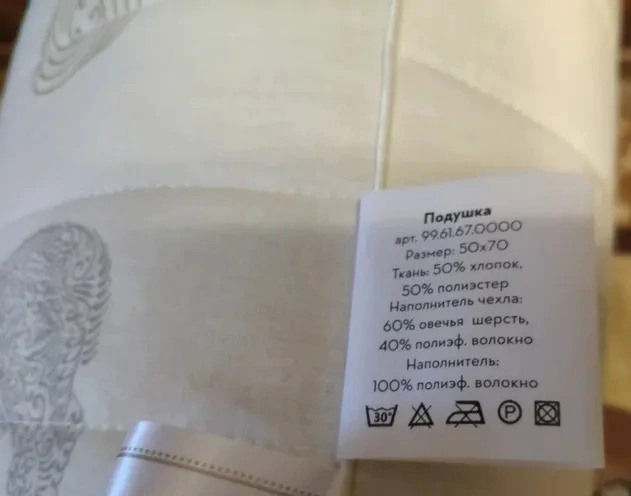 Подушка
арт. 99.61.67.0000
Размер: 50х70
Ткань: 50% хлопок,
50% полиэстер
Наполнитель чехла:
60% овечья шерсть,
40% полиэф. волокно
Наполнитель:
100% полиэф. волокно
30°
P